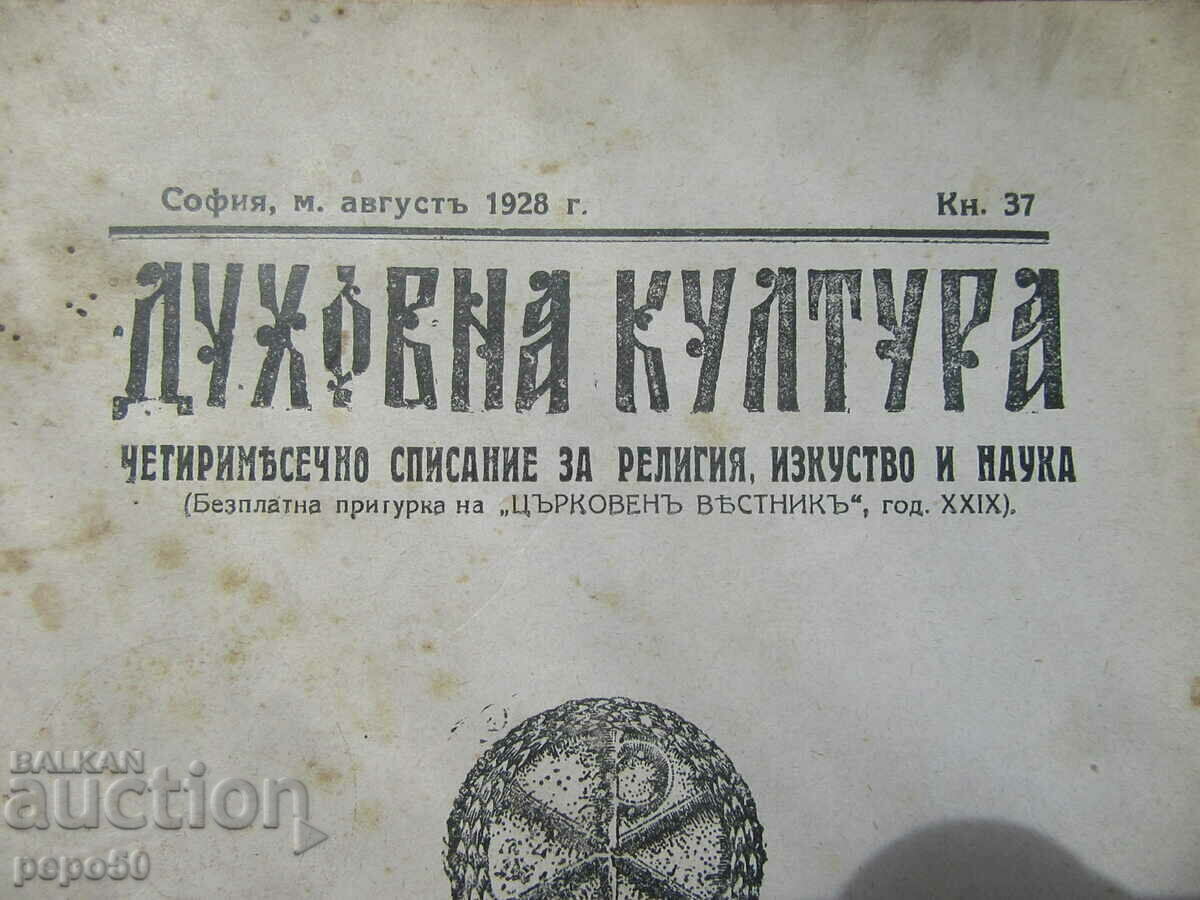 София, м. августъ 1928 г. Кн. 37
ДУХОВНА КУЛТУРА
ЧЕТИРИМѢСЕЧНО СПИСАНИЕ ЗА РЕЛИГИЯ, ИЗКУСТВО И НАУКА
(Безплатна пригурка на „ЦЪРКОВЕНЪ ВѢСТНИКЪ“, год. XXIX).
BALKAN
auction
pepo50